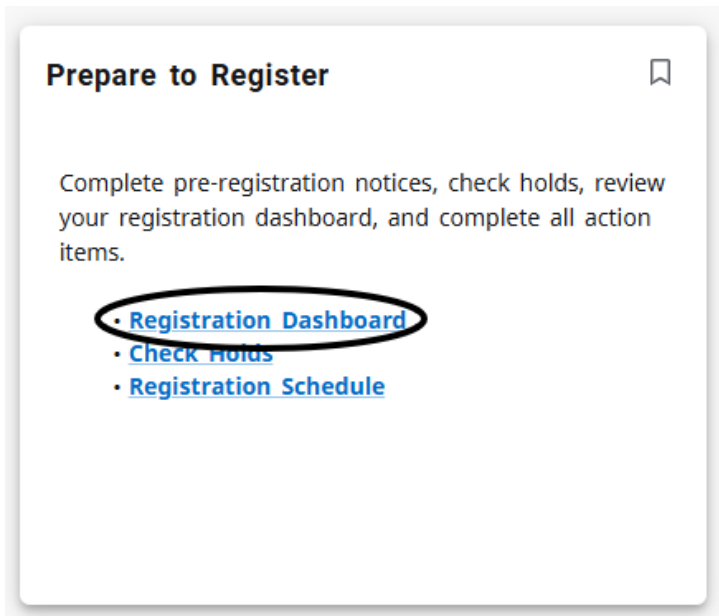 Prepare to Register
Complete pre-registration notices, check holds, review
your registration dashboard, and complete all action
items.
• Registration Dashboard
• Check Holds
• Registration Schedule